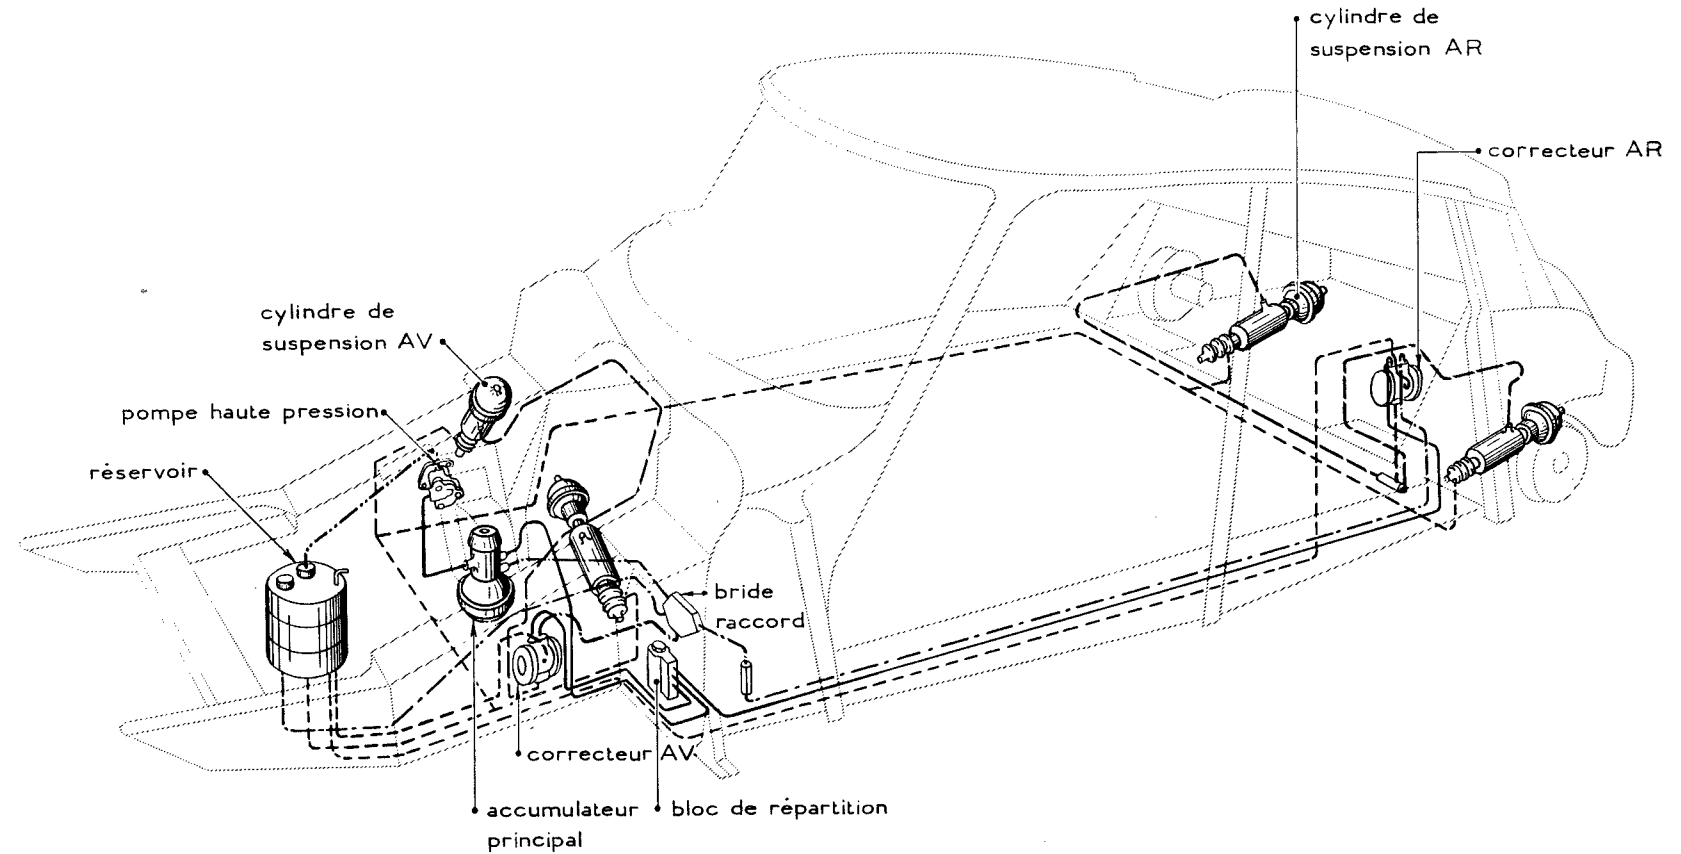 cylindre de
suspension AR
correcteur AR
cylindre de
suspension AV
pompe haute pression
réservoir
bride
raccord
correcteur AV
accumulateur
principal
bloc de répartition